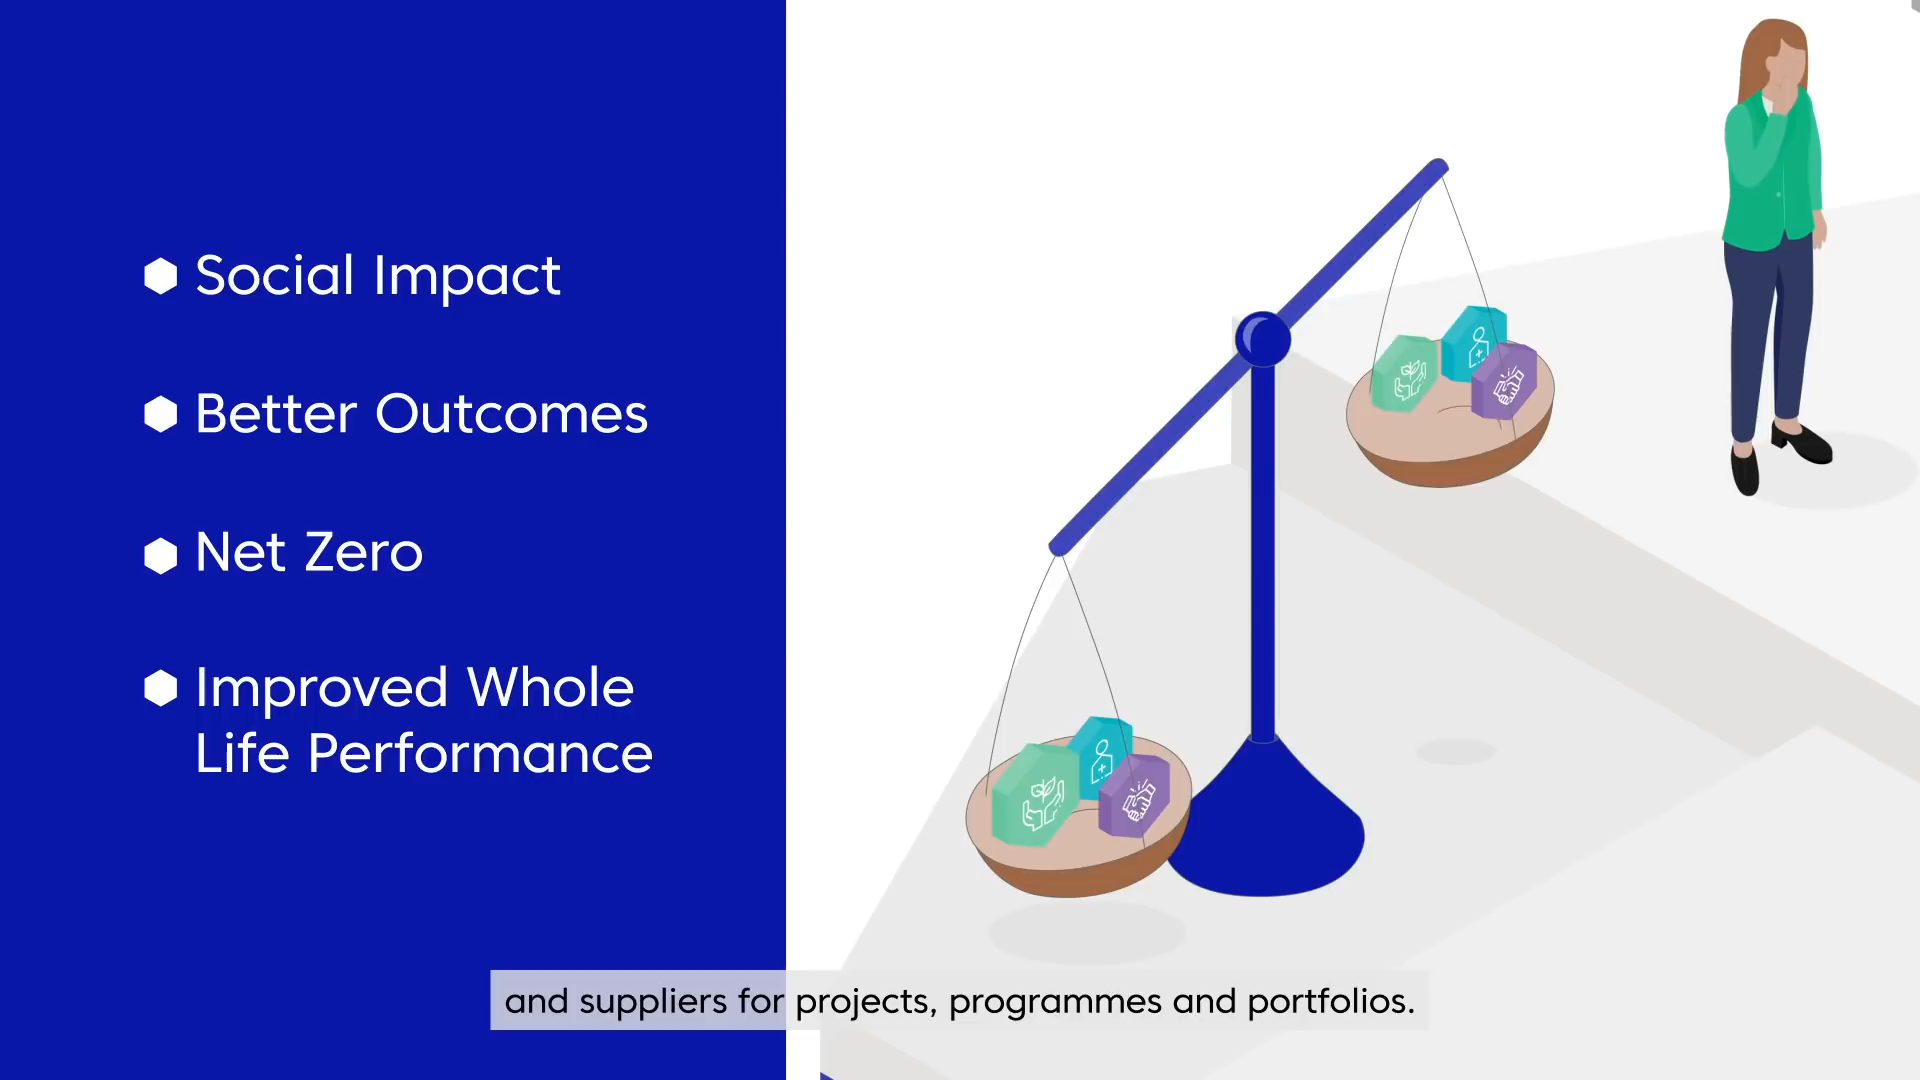 Social Impact
Better Outcomes
Net Zero
Improved Whole
Life Performance
and suppliers for projects, programmes and portfolios.